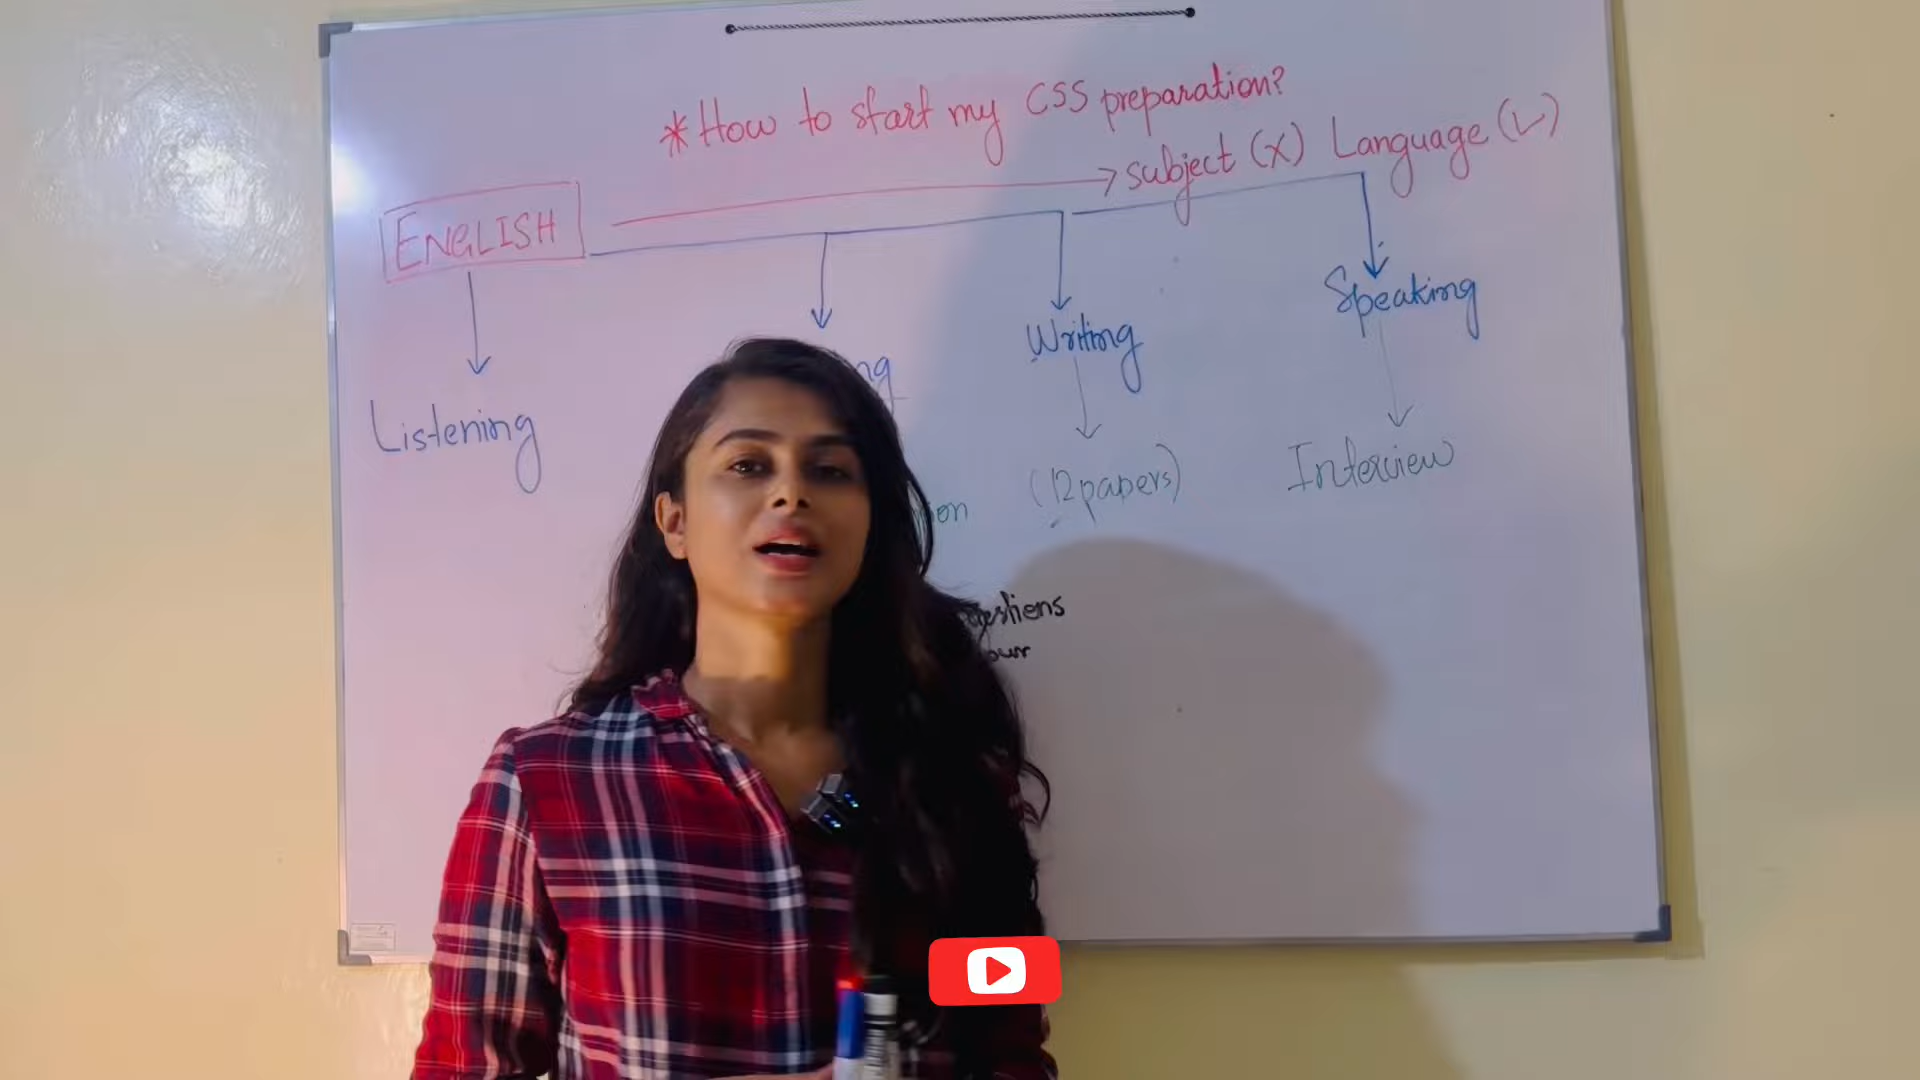 *How to start my CSS preparation?
→ subject (X) Language (✓)
ENGLISH
Listening
Writing
Speaking
(12 papers)
Interview